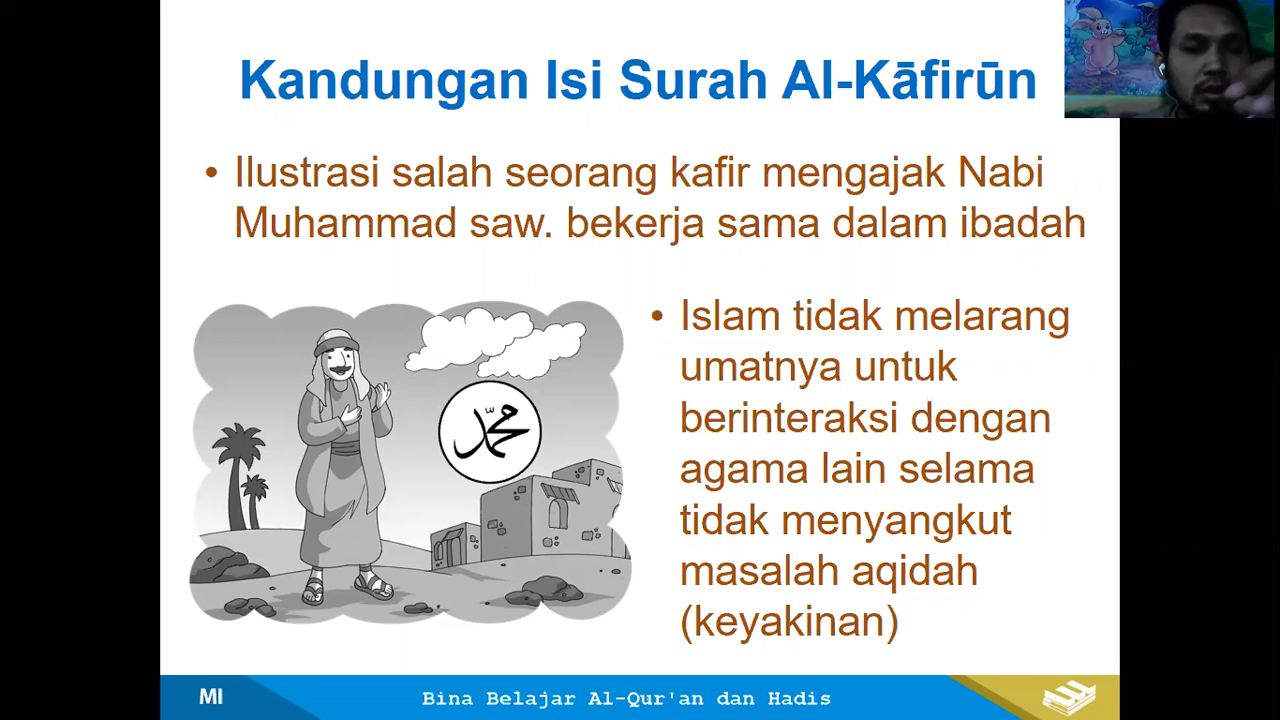 Kandungan Isi Surah Al-Kāfirūn
• Ilustrasi salah seorang kafir mengajak Nabi
Muhammad saw. bekerja sama dalam ibadah
محمد
• Islam tidak melarang
umatnya untuk
berinteraksi dengan
agama lain selama
tidak menyangkut
masalah aqidah
(keyakinan)
MI
Bina Belajar Al-Qur'an dan Hadis